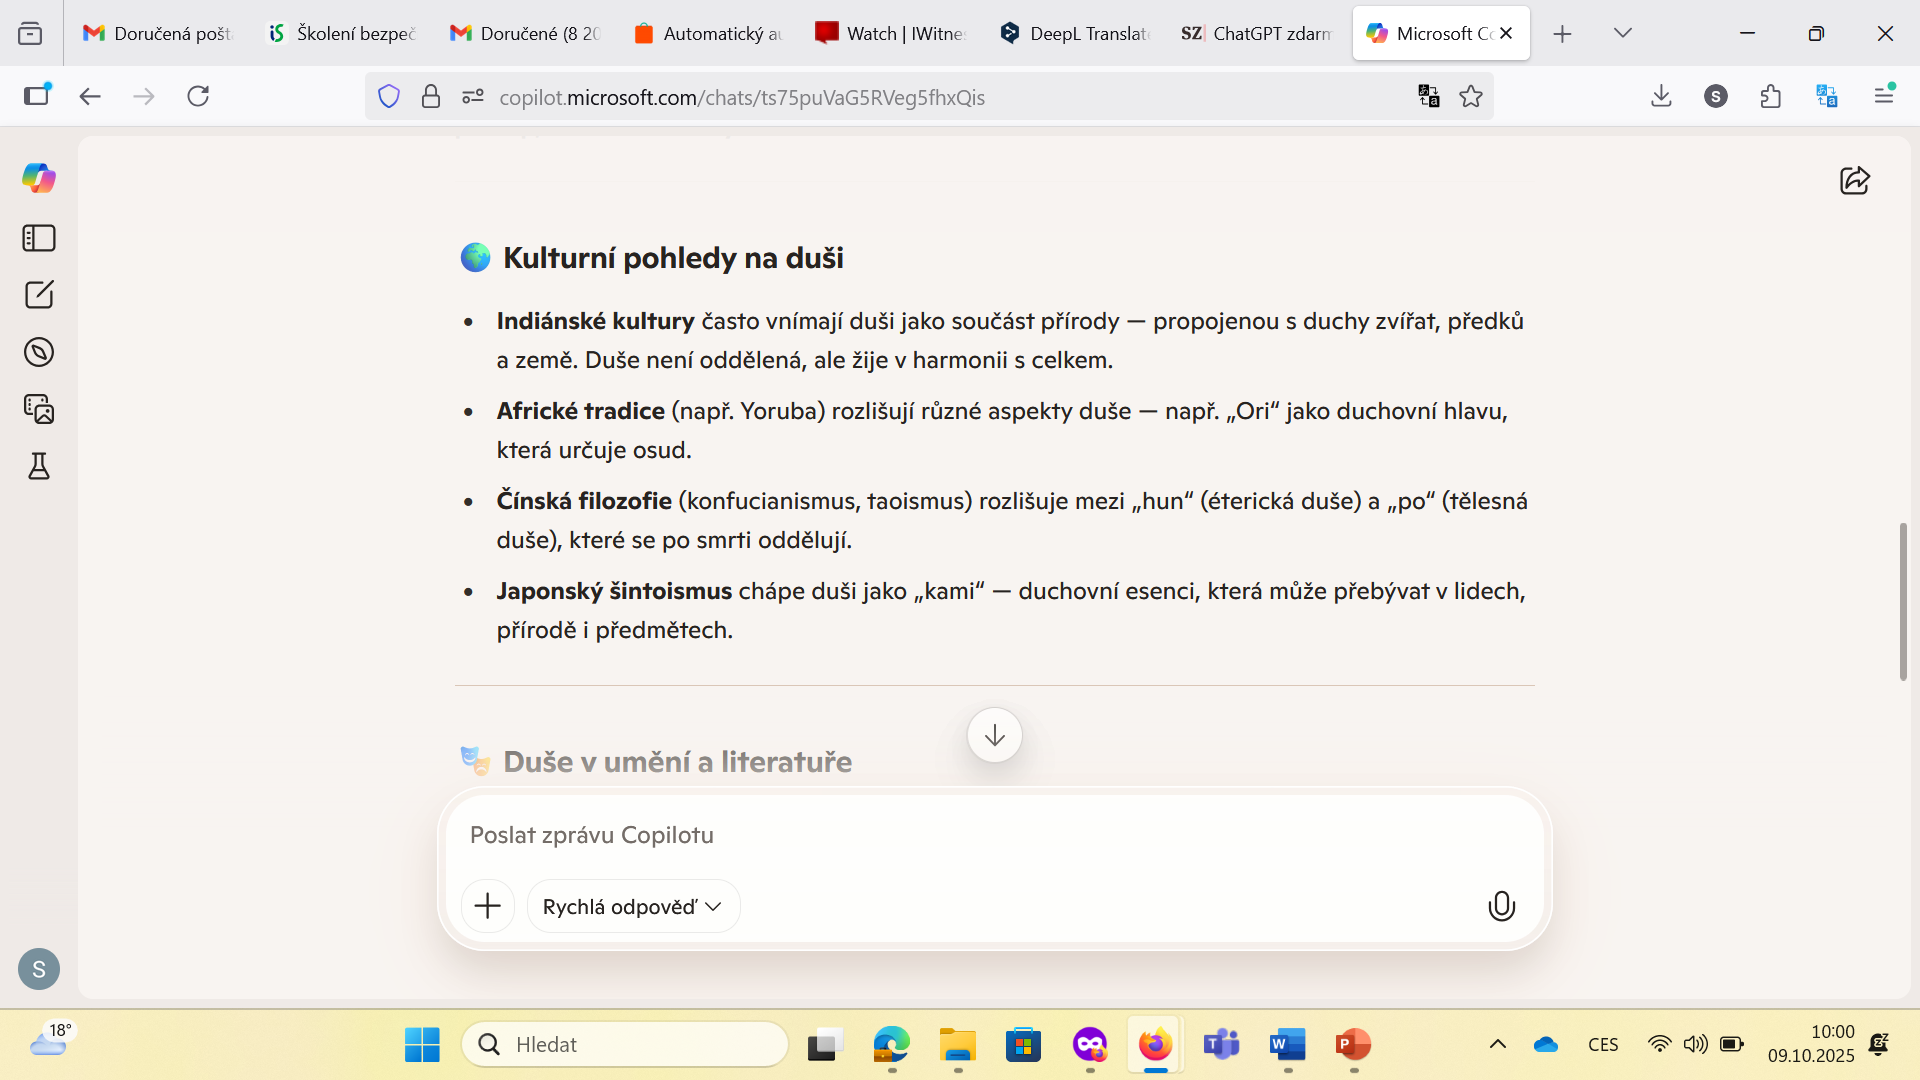 Doručená pošt
Školení bezpeč
Doručené (8 20
Automatický au
Watch | IWitne
DeepL Translat
SZ ChatGPT zdarm
Microsoft Co
copilot.microsoft.com/chats/ts75puVaG5RVeg5fhxQis
S
🌍 Kulturní pohledy na duši
• Indiánské kultury často vnímají duši jako součást přírody — propojenou s duchy zvířat, předků
a země. Duše není oddělená, ale žije v harmonii s celkem.
• Africké tradice (např. Yoruba) rozlišují různé aspekty duše — např. „Ori“ jako duchovní hlavu,
která určuje osud.
• Čínská filozofie (konfucianismus, taoismus) rozlišuje mezi „hun“ (éterická duše) a „po“ (tělesná
duše), které se po smrti oddělují.
• Japonský šintoismus chápe duši jako „kami“ — duchovní esenci, která může přebývat v lidech,
přírodě i předmětech.
🎭 Duše v umění a literatuře
Poslat zprávu Copilotu
Rychlá odpověď
S
18°
Hledat
CES
10:00
09.10.2025